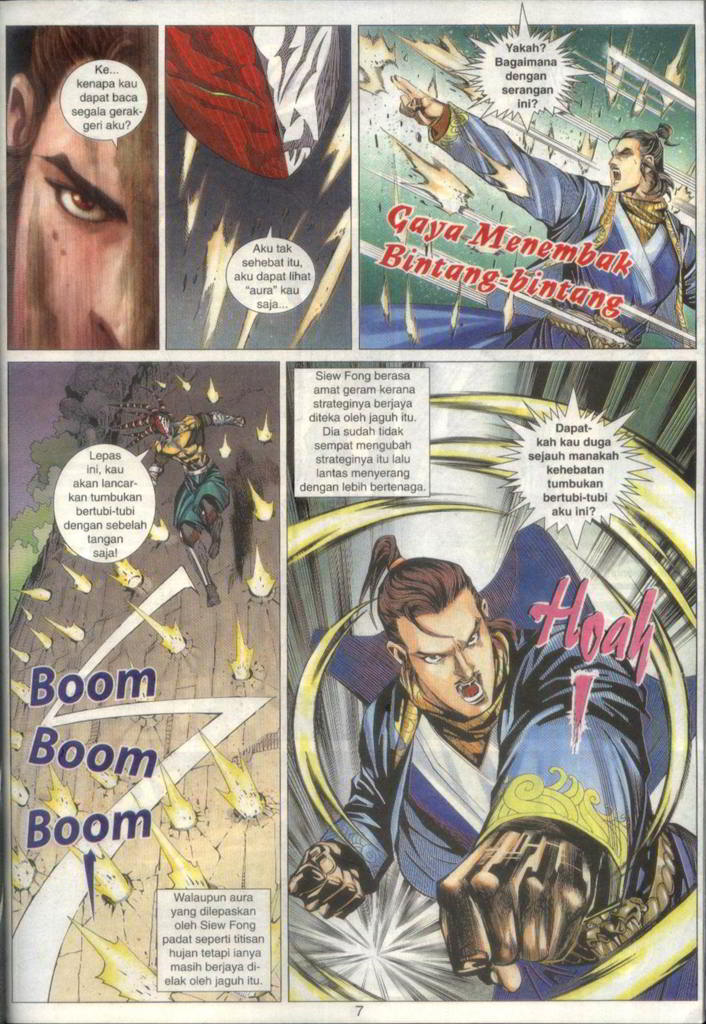 Ke...
kenapa kau
dapat baca
segala gerak-
geri aku?
Aku tak
sehebat itu,
aku dapat lihat
"aura" kau
saja...
Yakah?
Bagaimana
dengan
serangan
ini?
Gaya Menembak
Bintang-bintang
Lepas
ini, kau
akan lancar-
kan tumbukan
bertubi-tubi
dengan sebelah
tangan
saja!
Boom
Boom
Boom
!
Walaupun aura
yang dilepaskan
oleh Siew Fong
padat seperti titisan
hujan tetapi ianya
masih berjaya di-
elak oleh jaguh itu.
Siew Fong berasa
amat geram kerana
strateginya berjaya
diteka oleh jaguh itu.
Dia sudah tidak
sempat mengubah
strateginya itu lalu
lantas menyerang
dengan lebih bertenaga.
Dapat-
kah kau duga
sejauh manakah
kehebatan
tumbukan
bertubi-tubi
aku ini?
Hoah
!
7